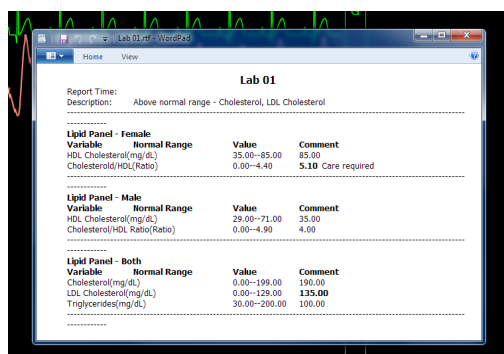 Lab 01.rtf - WordPad
Home View
Lab 01
Report Time:
Description: Above normal range - Cholesterol, LDL Cholesterol
------------
Lipid Panel - Female
Variable Normal Range Value Comment
HDL Cholesterol(mg/dL) 35.00--85.00 85.00
Cholesterold/HDL(Ratio) 0.00--4.40 5.10 Care required
------------
Lipid Panel - Male
Variable Normal Range Value Comment
HDL Cholesterol(mg/dL) 29.00--71.00 35.00
Cholesterol/HDL Ratio(Ratio) 0.00--4.90 4.00
------------
Lipid Panel - Both
Variable Normal Range Value Comment
Cholesterol(mg/dL) 0.00--199.00 190.00
LDL Cholesterol(mg/dL) 0.00--129.00 135.00
Triglycerides(mg/dL) 30.00--200.00 100.00
------------